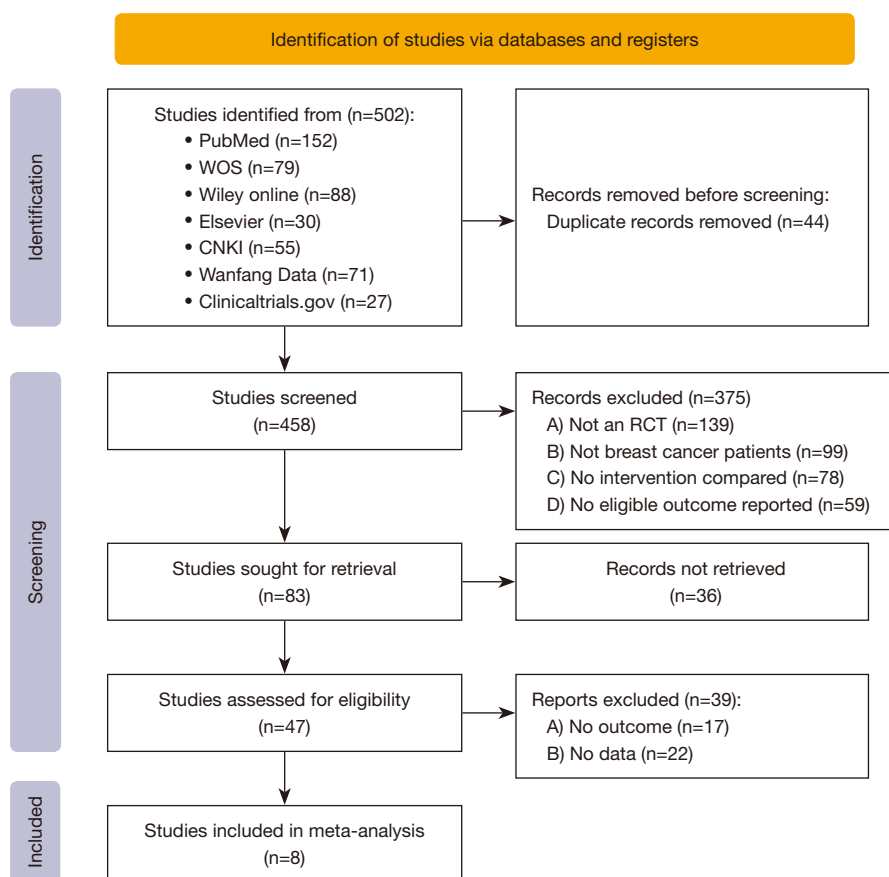 Identification of studies via databases and registers
Identification
Studies identified from (n=502):
• PubMed (n=152)
• WOS (n=79)
• Wiley online (n=88)
• Elsevier (n=30)
• CNKI (n=55)
• Wanfang Data (n=71)
• Clinicaltrials.gov (n=27)
Records removed before screening:
Duplicate records removed (n=44)
Screening
Studies screened
(n=458)
Records excluded (n=375)
A) Not an RCT (n=139)
B) Not breast cancer patients (n=99)
C) No intervention compared (n=78)
D) No eligible outcome reported (n=59)
Studies sought for retrieval
(n=83)
Records not retrieved
(n=36)
Studies assessed for eligibility
(n=47)
Reports excluded (n=39):
A) No outcome (n=17)
B) No data (n=22)
Included
Studies included in meta-analysis
(n=8)